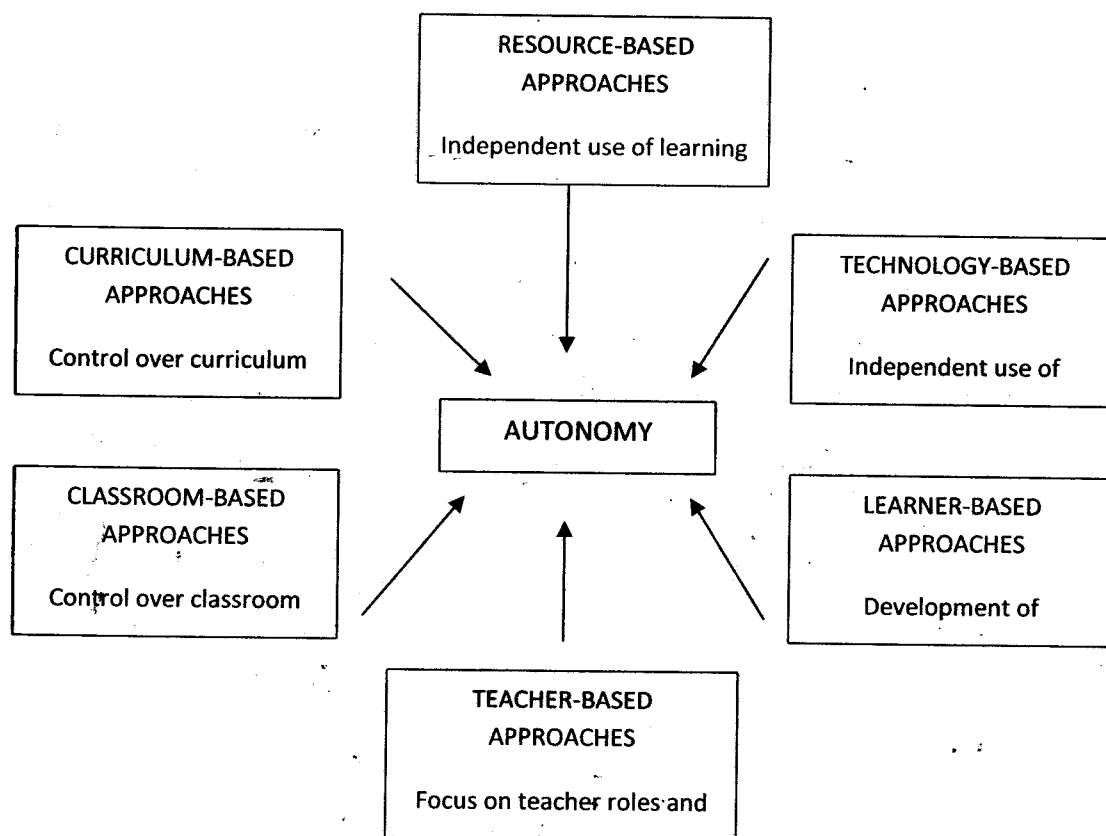 RESOURCE-BASED
APPROACHES
Independent use of learning
CURRICULUM-BASED
APPROACHES
Control over curriculum
TECHNOLOGY-BASED
APPROACHES
Independent use of
AUTONOMY
CLASSROOM-BASED
APPROACHES
Control over classroom
LEARNER-BASED
APPROACHES
Development of
TEACHER-BASED
APPROACHES
Focus on teacher roles and